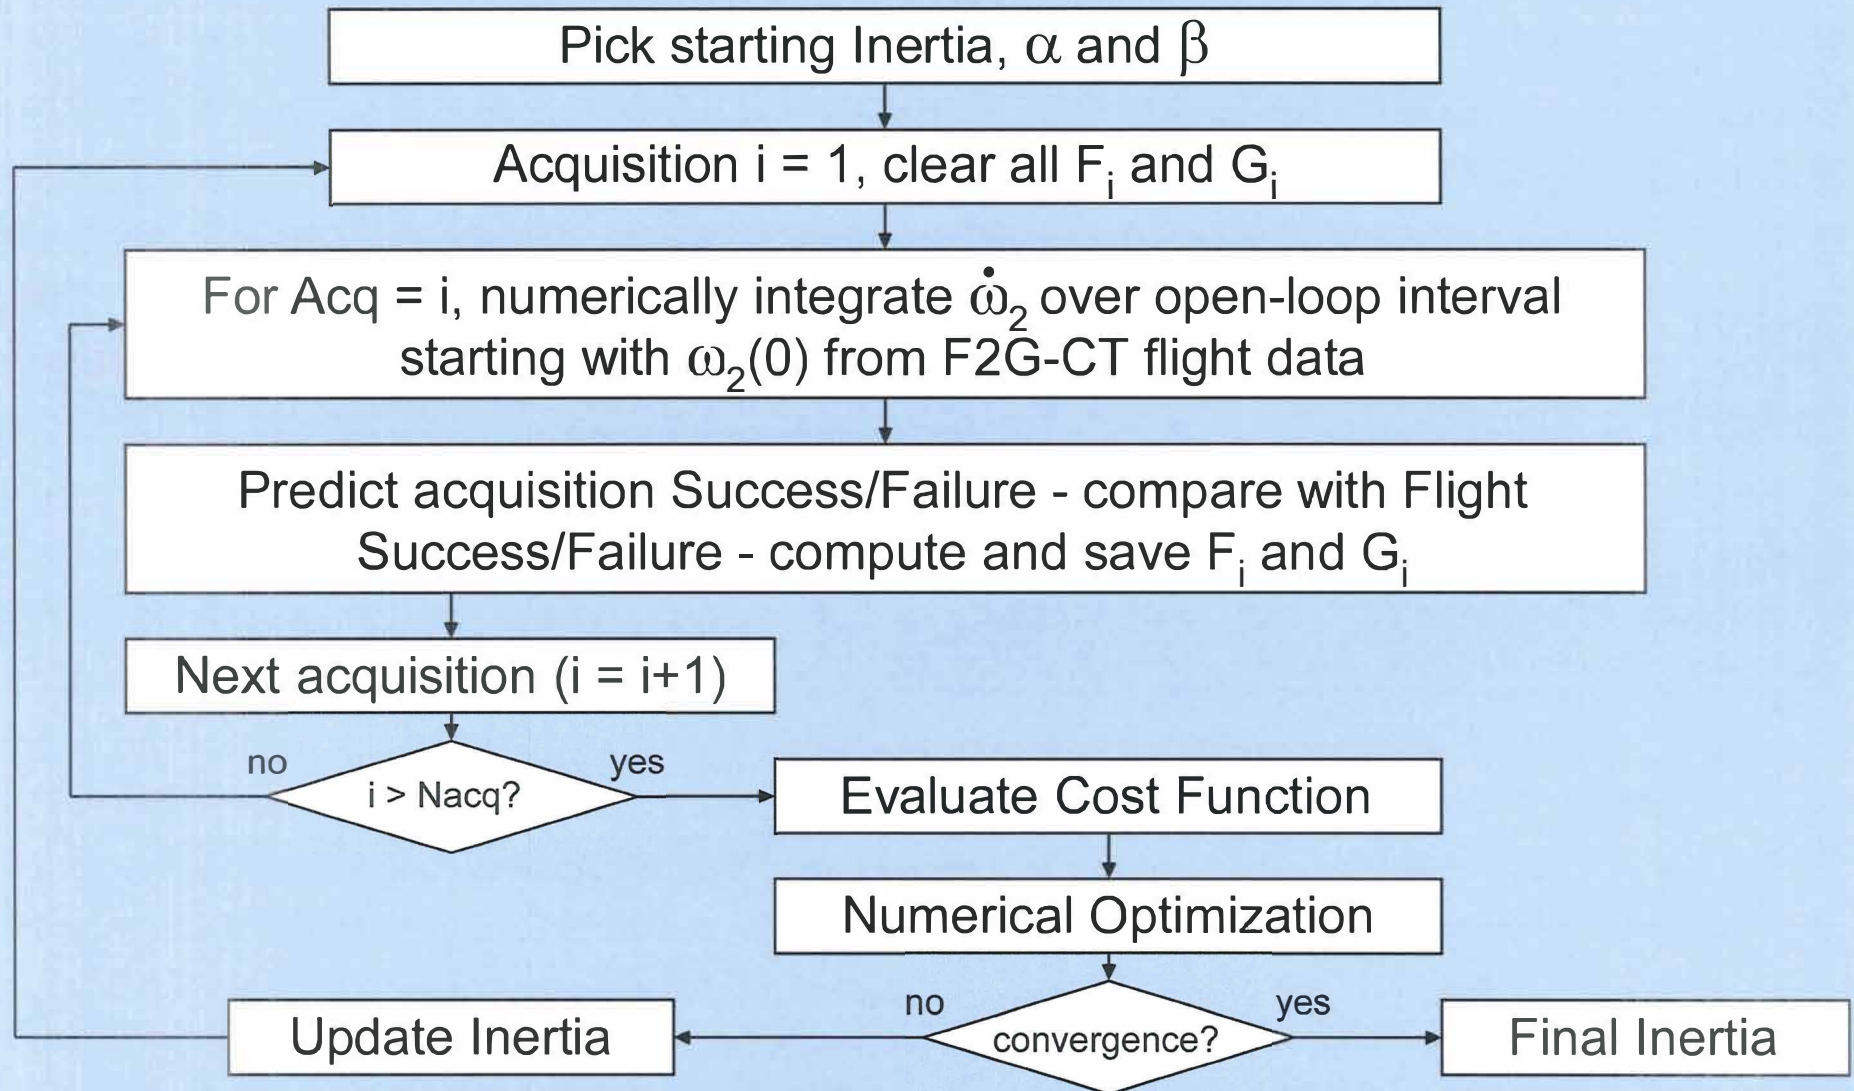 Pick starting Inertia, α and β
Acquisition i = 1, clear all Fᵢ and Gᵢ
For Acq = i, numerically integrate ω̇₂ over open-loop interval
starting with ω₂(0) from F2G-CT flight data
Predict acquisition Success/Failure - compare with Flight
Success/Failure - compute and save Fᵢ and Gᵢ
Next acquisition (i = i+1)
no
i > Nacq?
yes
Evaluate Cost Function
Numerical Optimization
Update Inertia
no
convergence?
yes
Final Inertia